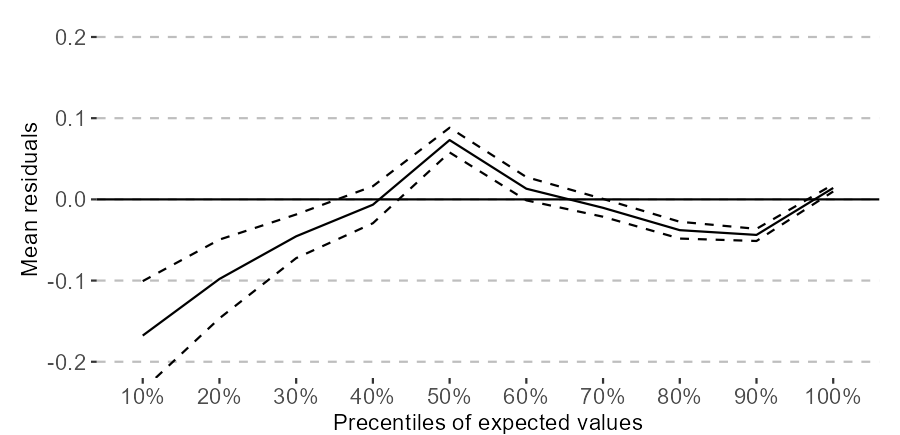 0.2
0.1
0.0
-0.1
-0.2
Mean residuals
10% 20% 30% 40% 50% 60% 70% 80% 90% 100%
Precentiles of expected values